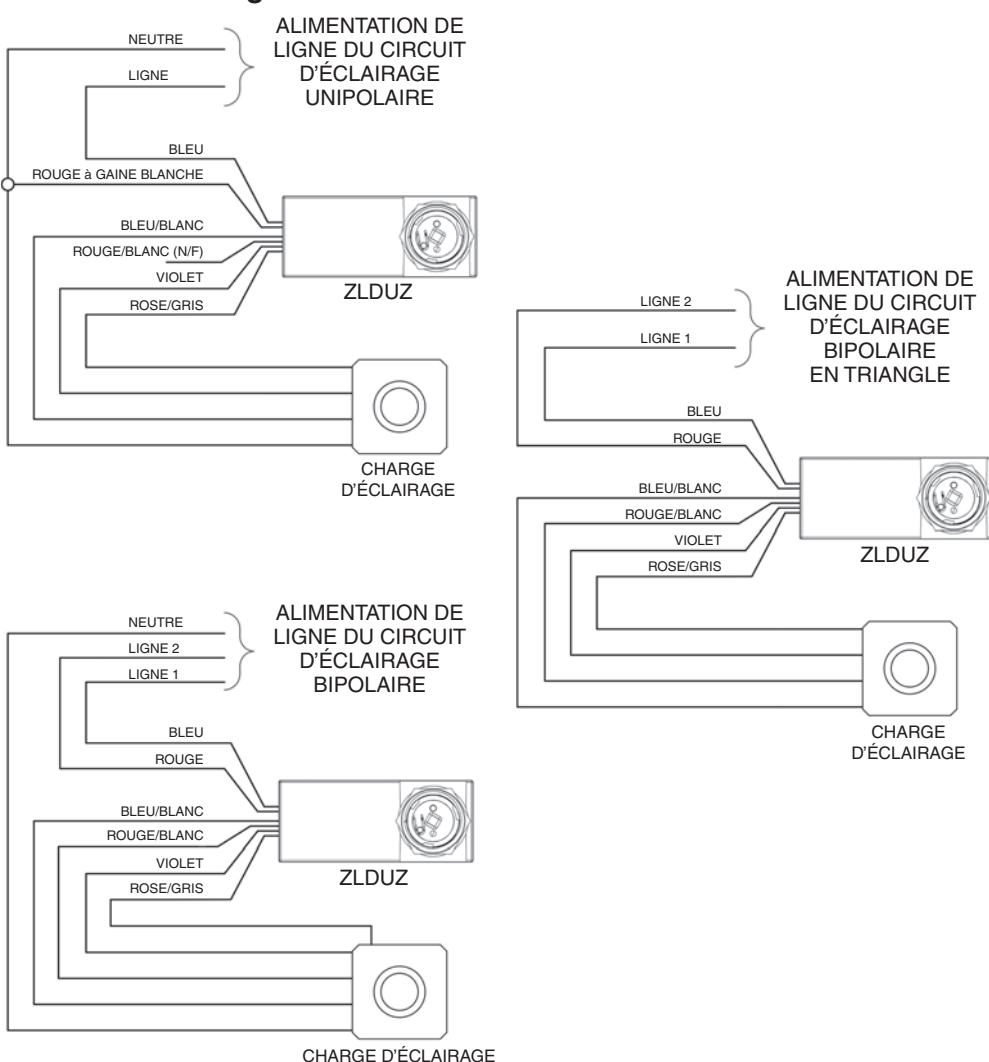 ALIMENTATION DE
LIGNE DU CIRCUIT
D'ÉCLAIRAGE
UNIPOLAIRE
NEUTRE
LIGNE
BLEU
ROUGE à GAINE BLANCHE
BLEU/BLANC
ROUGE/BLANC (N/F)
VIOLET
ROSE/GRIS
ZLDUZ
CHARGE
D'ÉCLAIRAGE
ALIMENTATION DE
LIGNE DU CIRCUIT
D'ÉCLAIRAGE
BIPOLAIRE
EN TRIANGLE
LIGNE 2
LIGNE 1
BLEU
ROUGE
BLEU/BLANC
ROUGE/BLANC
VIOLET
ROSE/GRIS
ZLDUZ
CHARGE
D'ÉCLAIRAGE
ALIMENTATION DE
LIGNE DU CIRCUIT
D'ÉCLAIRAGE
BIPOLAIRE
NEUTRE
LIGNE 2
LIGNE 1
BLEU
ROUGE
BLEU/BLANC
ROUGE/BLANC
VIOLET
ROSE/GRIS
ZLDUZ
CHARGE D'ÉCLAIRAGE